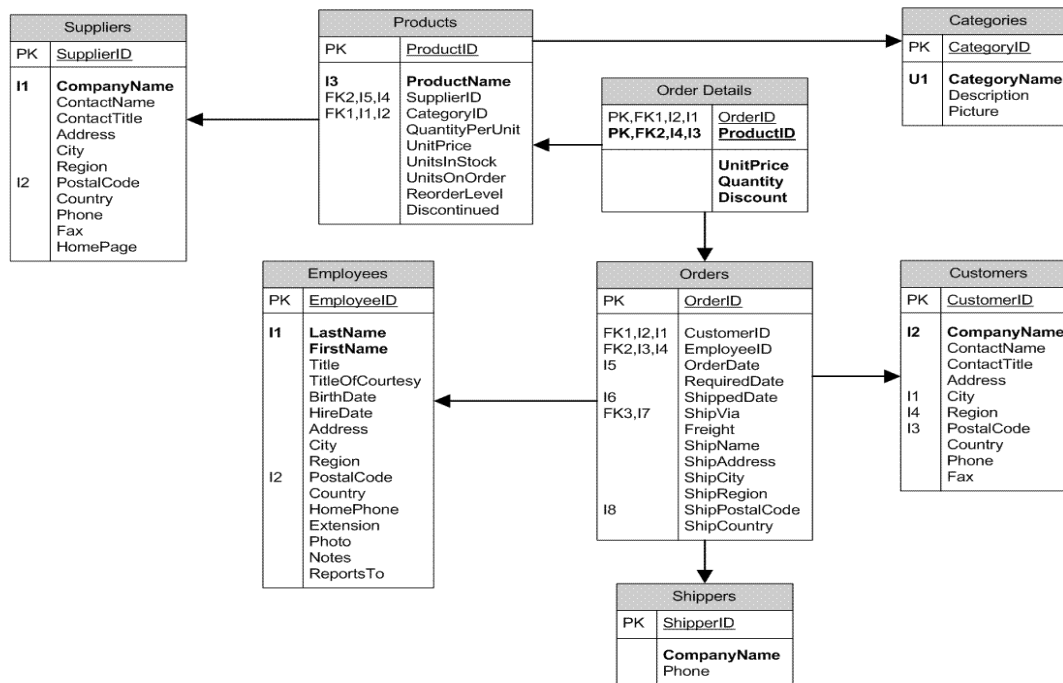 Suppliers
PK SupplierID
I1 CompanyName
ContactName
ContactTitle
Address
City
Region
I2 PostalCode
Country
Phone
Fax
HomePage
Products
PK ProductID
I3 ProductName
FK2,I5,I4 SupplierID
FK1,I1,I2 CategoryID
QuantityPerUnit
UnitPrice
UnitsInStock
UnitsOnOrder
ReorderLevel
Discontinued
Order Details
PK,FK1,I2,I1 OrderID
PK,FK2,I4,I3 ProductID
UnitPrice
Quantity
Discount
Categories
PK CategoryID
U1 CategoryName
Description
Picture
Employees
PK EmployeeID
I1 LastName
FirstName
Title
TitleOfCourtesy
BirthDate
HireDate
Address
City
Region
I2 PostalCode
Country
HomePhone
Extension
Photo
Notes
ReportsTo
Orders
PK OrderID
FK1,I2,I1 CustomerID
FK2,I3,I4 EmployeeID
I5 OrderDate
RequiredDate
I6 ShippedDate
FK3,I7 ShipVia
Freight
ShipName
ShipAddress
ShipCity
ShipRegion
I8 ShipPostalCode
ShipCountry
Customers
PK CustomerID
I2 CompanyName
ContactName
ContactTitle
Address
I1 City
I4 Region
I3 PostalCode
Country
Phone
Fax
Shippers
PK ShipperID
CompanyName
Phone